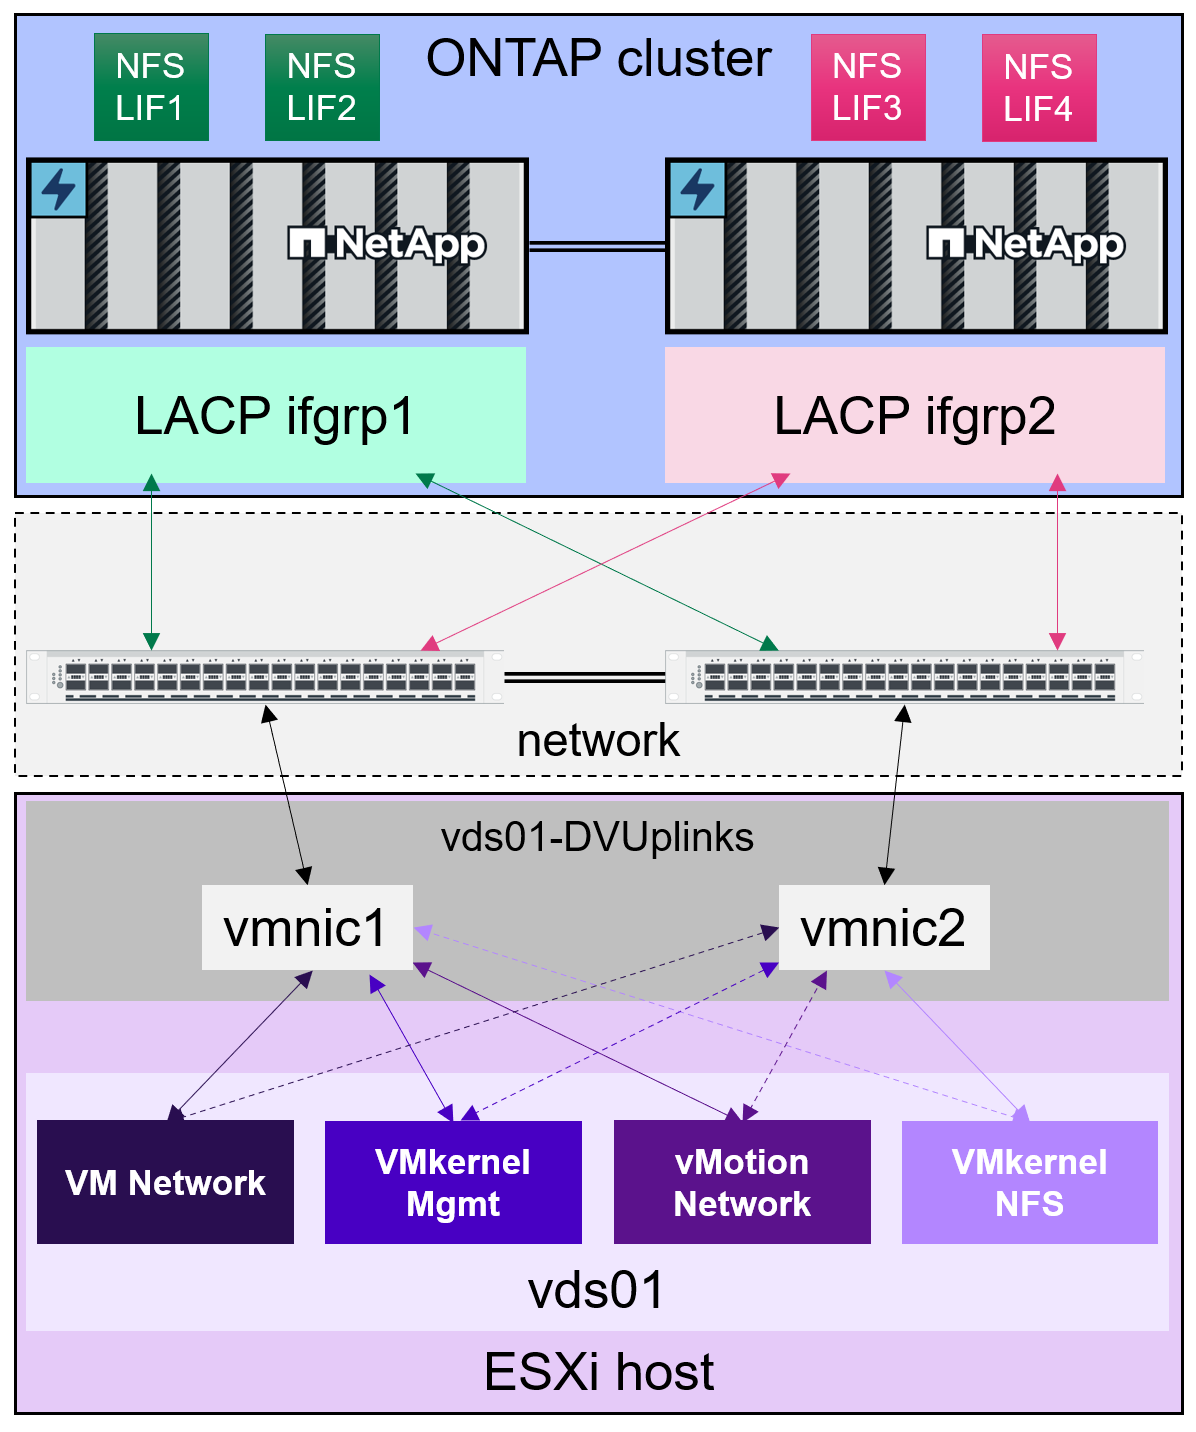 ONTAP cluster
NFS
LIF1
NFS
LIF2
NFS
LIF3
NFS
LIF4
NetApp
NetApp
LACP ifgrp1
LACP ifgrp2
network
vds01-DVUplinks
vmnic1
vmnic2
VM Network
VMkernel
Mgmt
vMotion
Network
VMkernel
NFS
vds01
ESXi host